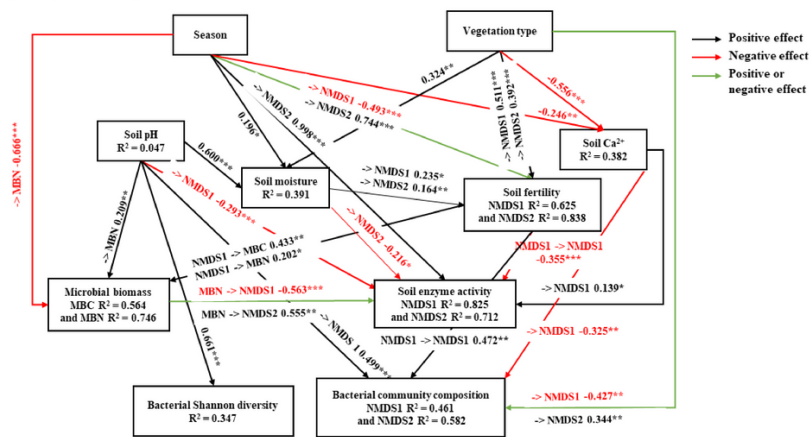 Season
Vegetation type
Positive effect
Negative effect
Positive or
negative effect
0.324**
-> NMDS1 -0.493***
-> NMDS2 0.744***
-> NMDS2 0.998***
0.196*
-> NMDS1 0.511***
-> NMDS2 0.392***
-0.556***
-0.246**
-> MBN -0.666***
Soil pH
R² = 0.047
0.600***
Soil Ca²⁺
R² = 0.382
Soil moisture
R² = 0.391
-> NMDS1 0.235*
-> NMDS2 0.164**
Soil fertility
NMDS1 R² = 0.625
and NMDS2 R² = 0.838
-> MBN 0.209**
-> NMDS1 -0.293***
NMDS1 -> MBC 0.433**
NMDS1 -> MBN 0.202*
-> NMDS2 -0.216*
NMDS1 -> NMDS1
-0.355***
Microbial biomass
MBC R² = 0.564
and MBN R² = 0.746
MBN -> NMDS1 -0.563***
MBN -> NMDS2 0.555**
Soil enzyme activity
NMDS1 R² = 0.825
and NMDS2 R² = 0.712
-> NMDS1 0.139*
-> NMDS1 -0.325**
NMDS1 -> NMDS1 0.472**
-> NMDS 1 0.499***
0.661***
Bacterial Shannon diversity
R² = 0.347
Bacterial community composition
NMDS1 R² = 0.461
and NMDS2 R² = 0.582
-> NMDS1 -0.427**
-> NMDS2 0.344**